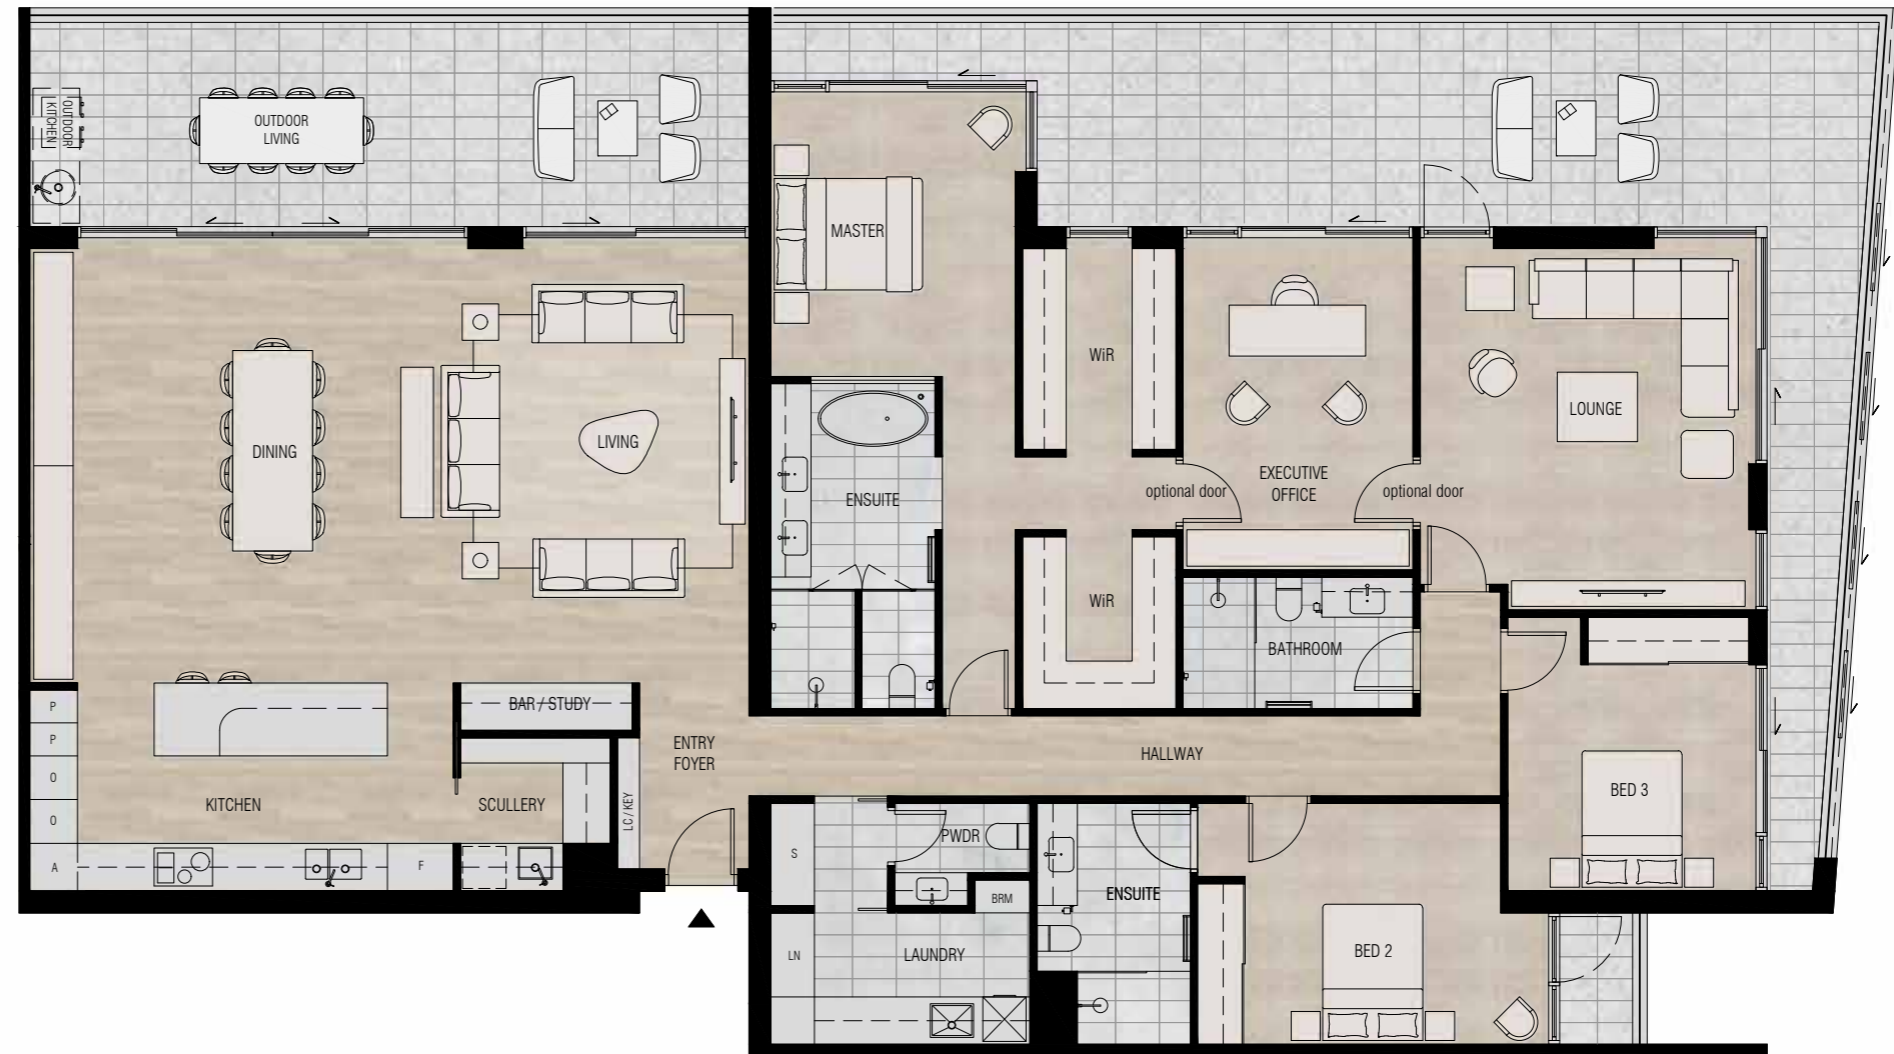 OUTDOOR
KITCHEN
OUTDOOR
LIVING
MASTER
WiR
DINING
LIVING
ENSUITE
EXECUTIVE
OFFICE
optional door
optional door
LOUNGE
WiR
BATHROOM
P
P
O
O
A
BAR / STUDY
ENTRY
FOYER
HALLWAY
KITCHEN
SCULLERY
LC / KEY
F
S
PWDR
BRM
LN
LAUNDRY
ENSUITE
BED 3
BED 2